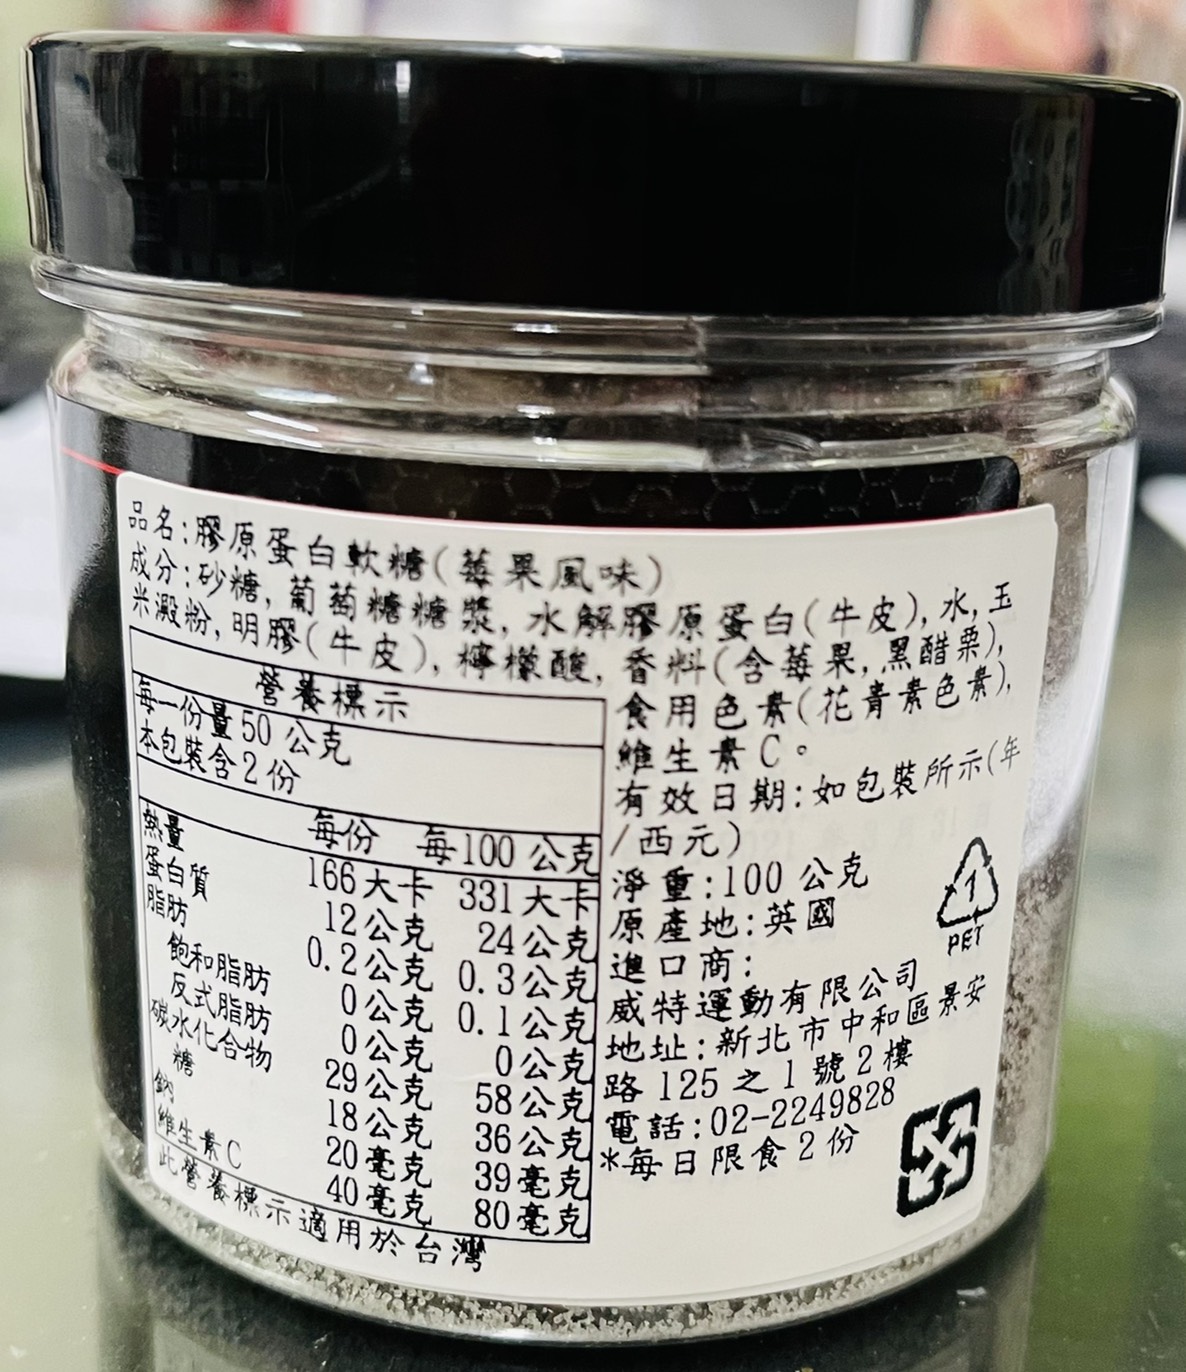 品名:膠原蛋白軟糖(莓果風味)
成分:砂糖,葡萄糖糖漿,水解膠原蛋白(牛皮),水,玉
米澱粉,明膠(牛皮),檸檬酸,香料(含莓果,黑醋栗),
食用色素(花青素色素),
維生素C。
有效日期:如包裝所示(年
/西元)
淨重:100 公克
原產地:英國
進口商:
威特運動有限公司
地址:新北市中和區景安
路 125 之 1 號 2 樓
電話:02-2249828
*每日限食 2 份
1
PET
營養標示
每一份量 50 公克
本包裝含 2 份
每份 每100 公克
熱量 166 大卡 331 大卡
蛋白質 12 公克 24 公克
脂肪 0.2 公克 0.3 公克
飽和脂肪 0 公克 0.1 公克
反式脂肪 0 公克 0 公克
碳水化合物 29 公克 58 公克
糖 18 公克 36 公克
鈉 20 毫克 39 毫克
維生素C 40 毫克 80 毫克
此營養標示適用於台灣